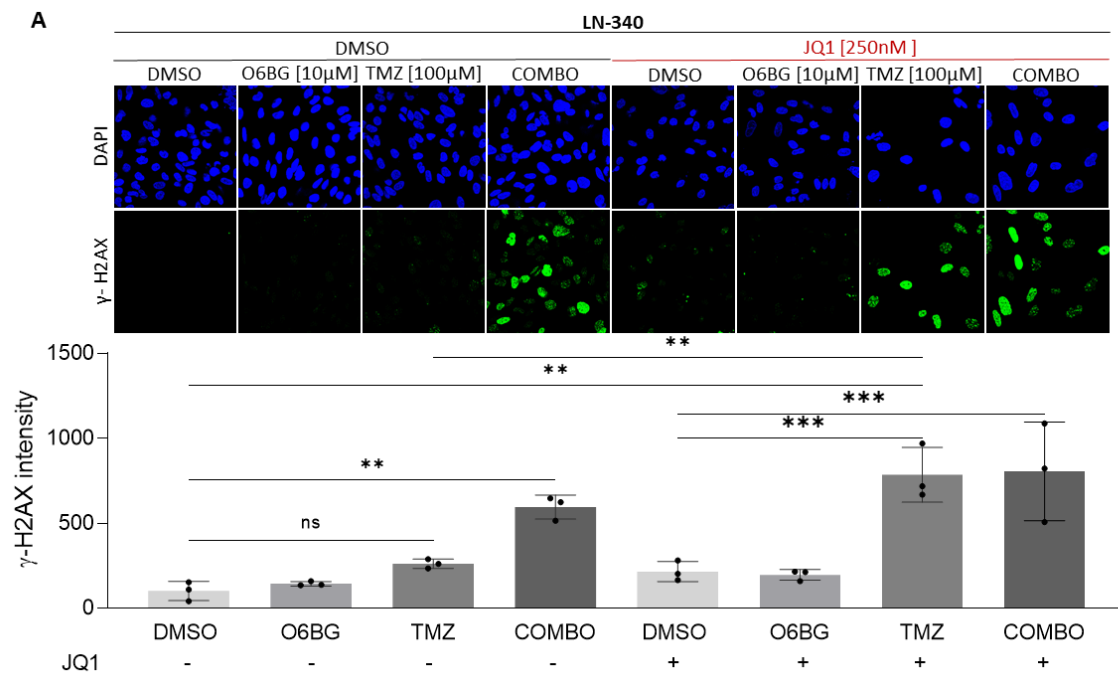 A
LN-340
DMSO JQ1 [250nM ]
DMSO O6BG [10μM] TMZ [100μM] COMBO DMSO O6BG [10μM] TMZ [100μM] COMBO
DAPI
γ- H2AX
**
**
***
***
**
ns
γ-H2AX intensity
1500
1000
500
0
DMSO O6BG TMZ COMBO DMSO O6BG TMZ COMBO
JQ1 - - - - + + + +